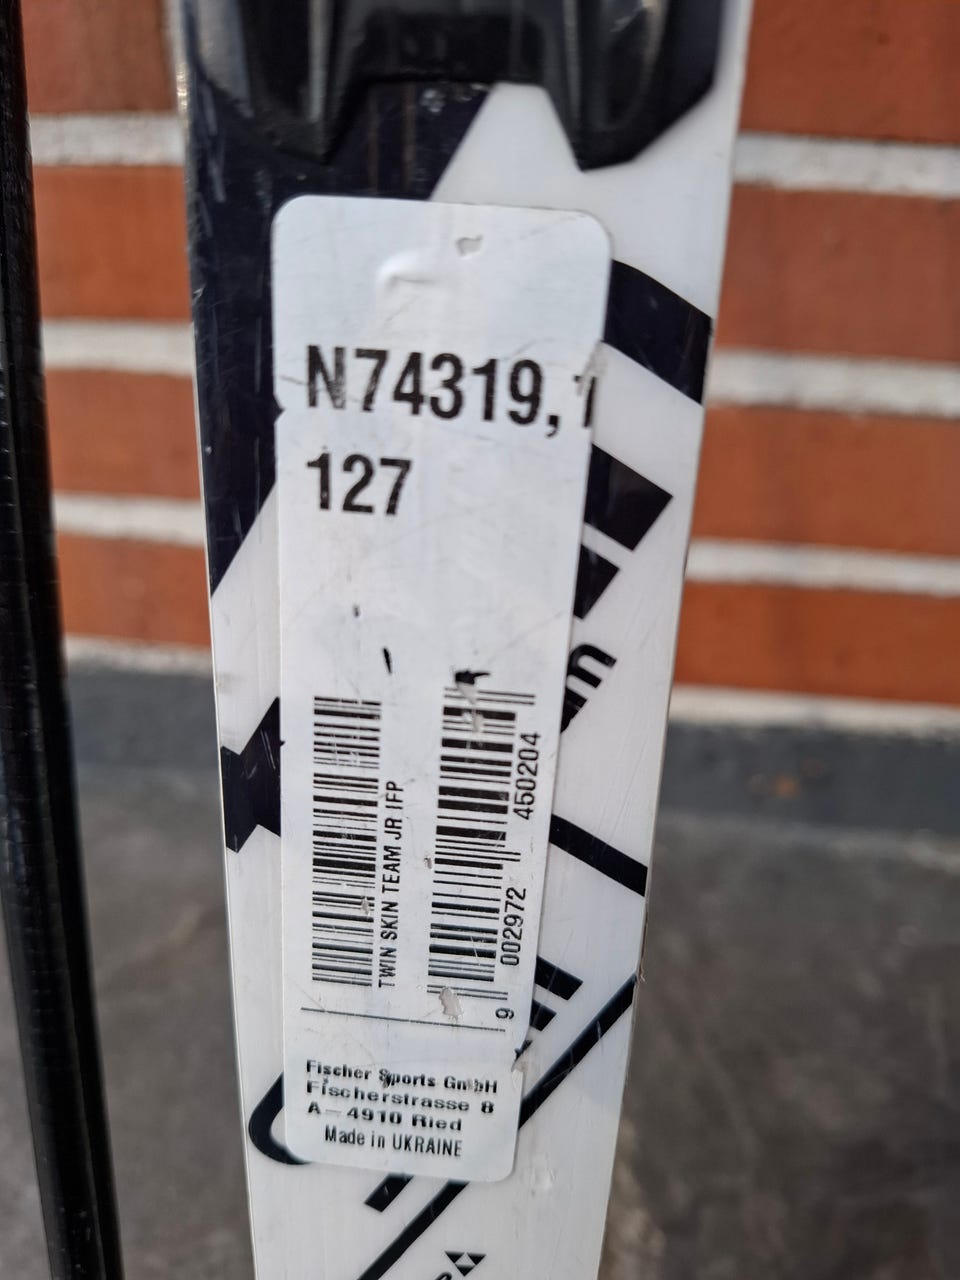 N74319,1
127
TWIN SKIN TEAM JR IFP
9 002972 450204
Fischer Sports GmbH
Fischerstrasse 8
A-4910 Ried
Made in UKRAINE